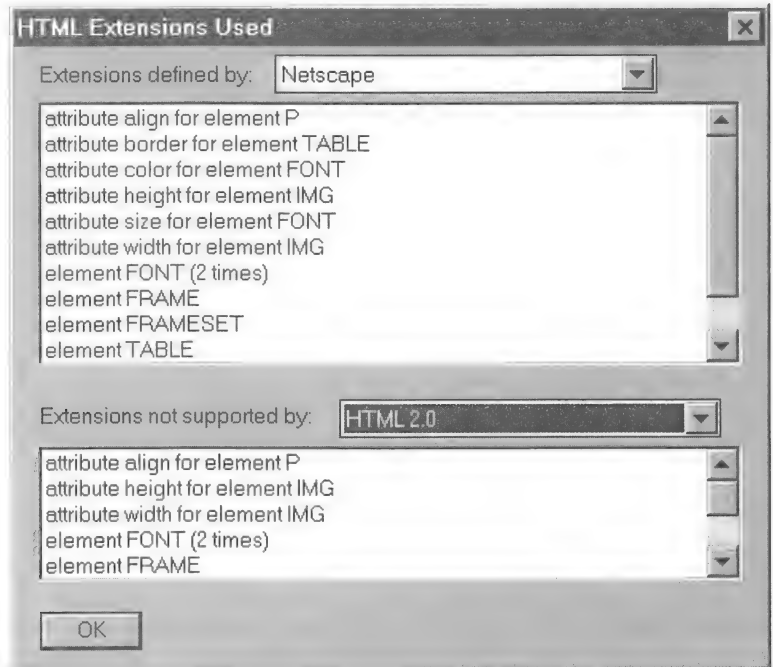 HTML Extensions Used
Extensions defined by: Netscape
attribute align for element P
attribute border for element TABLE
attribute color for element FONT
attribute height for element IMG
attribute size for element FONT
attribute width for element IMG
element FONT (2 times)
element FRAME
element FRAMESET
element TABLE
Extensions not supported by: HTML 2.0
attribute align for element P
attribute height for element IMG
attribute width for element IMG
element FONT (2 times)
element FRAME
OK